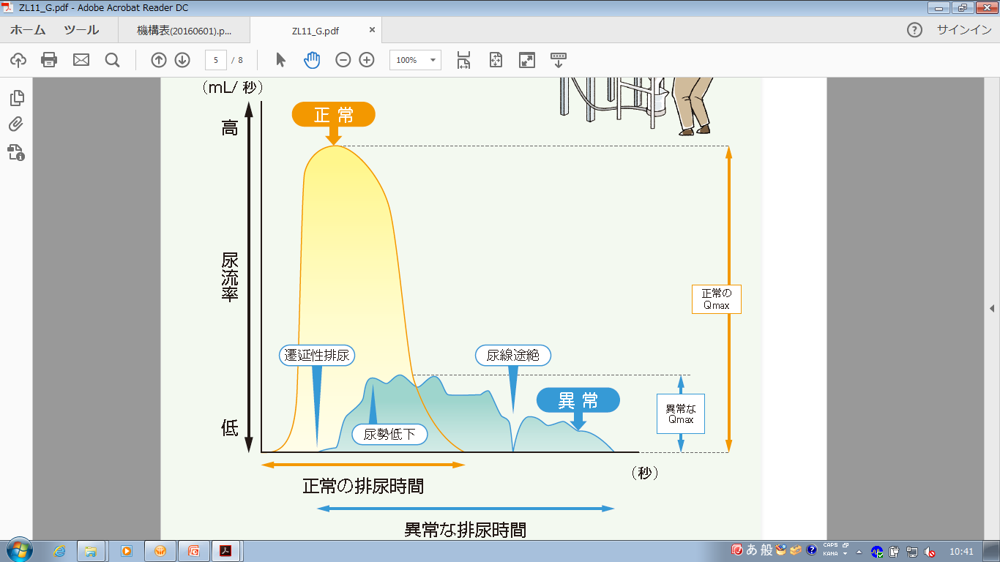 ZL11_G.pdf - Adobe Acrobat Reader DC
ホーム ツール 機構表(20160601).p... ZL11_G.pdf × ? サインイン
5 / 8 100%
(mL/ 秒)
高
正 常
尿流率
正常の
Qmax
遷延性排尿
尿線途絶
異 常
異常な
Qmax
低
尿勢低下
(秒)
正常の排尿時間
異常な排尿時間
あ 般 CAPS
KANA
10:41